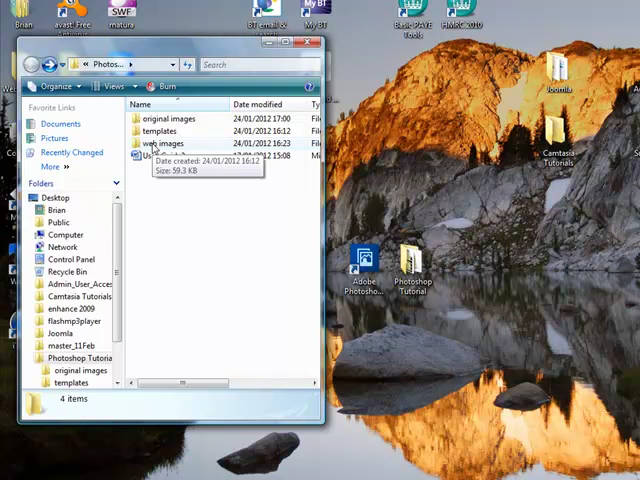 Brian
avast! Free
SWF
matura
BT email &
My BT
Basic PAYE
Tools
HMRC 2010
Photos...
Search
Organize
Views
Burn
Name
Date modified
Favorite Links
Documents
Pictures
Recently Changed
More »
Folders
original images 24/01/2012 17:00
templates 24/01/2012 16:12
web images 24/01/2012 16:23
15:08
Date created: 24/01/2012 16:12
Size: 59.3 KB
Desktop
Brian
Public
Computer
Network
Control Panel
Recycle Bin
Admin_User_Acces
Camtasia Tutorials
enhance 2009
flashmp3player
Joomla
master_11Feb
Photoshop Tutoria
original images
templates
4 items
Joomla
Camtasia
Tutorials
Adobe
Photosho...
Photoshop
Tutorial